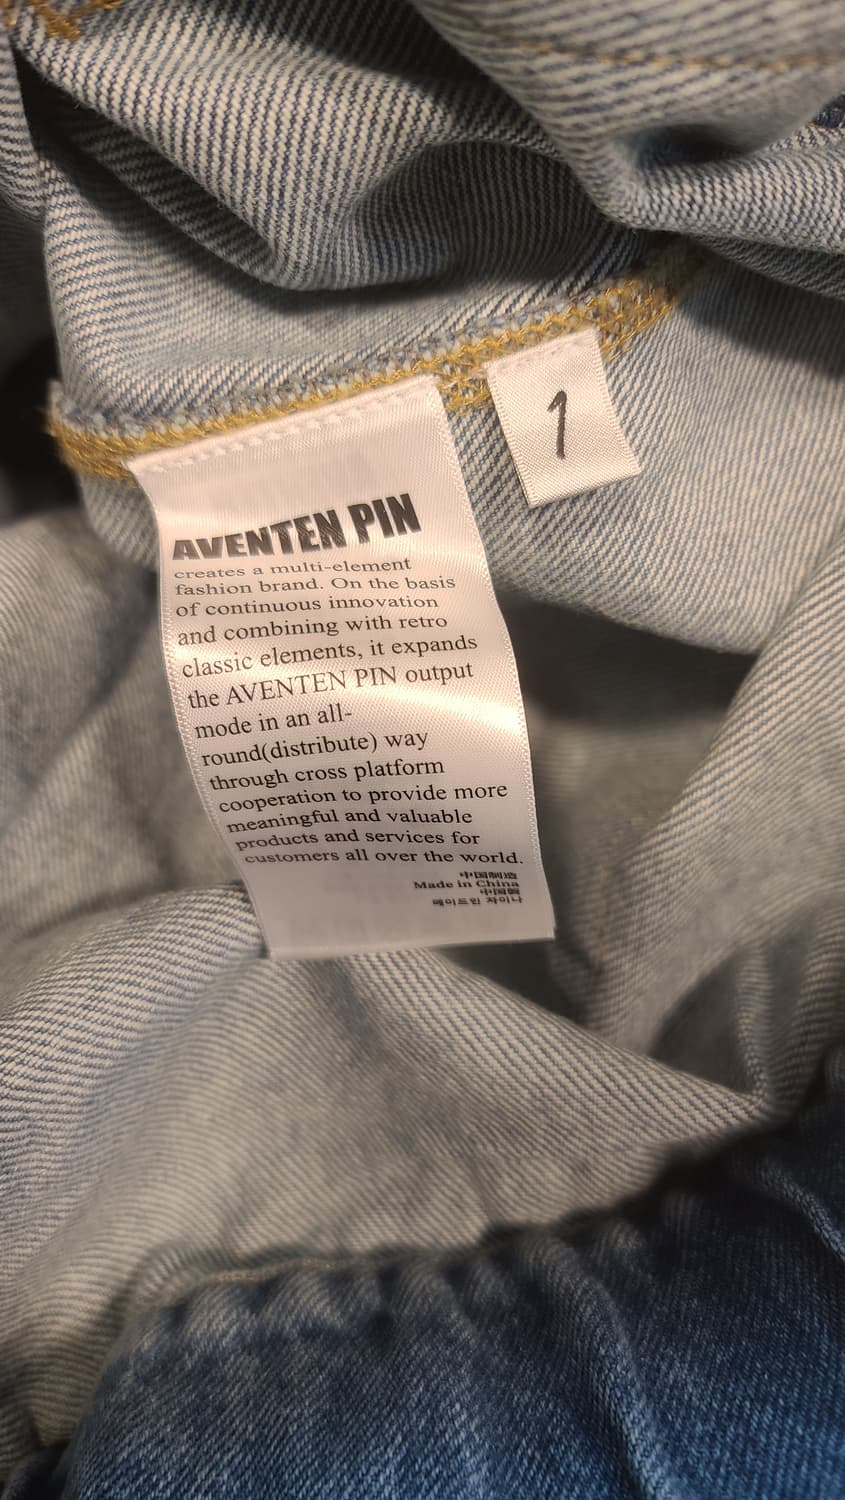 1
AVENTEN PIN
creates a multi-element
fashion brand. On the basis
of continuous innovation
and combining with retro
classic elements, it expands
the AVENTEN PIN output
mode in an all-
round(distribute) way
through cross platform
cooperation to provide more
meaningful and valuable
products and services for
customers all over the world.
中国制造
Made in China
中国製
메이드인 차이나